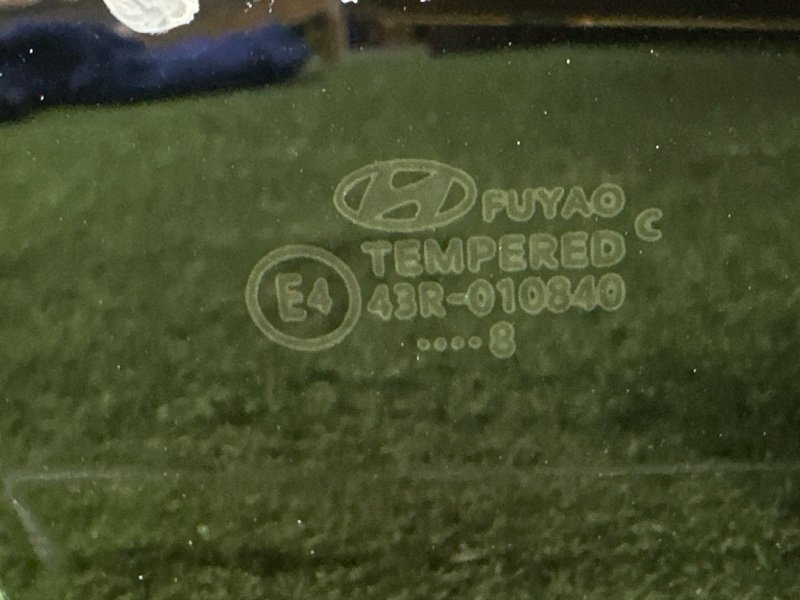 FUYAO
C
TEMPERED
E4
43R-010840
....8